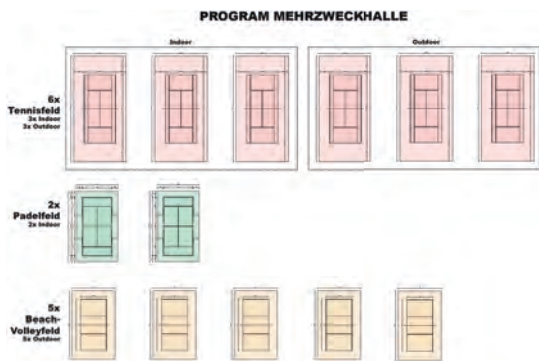 PROGRAM MEHRZWECKHALLE
Indoor
Outdoor
6x
Tennisfeld
3x Indoor
3x Outdoor
2x
Padelfeld
2x Indoor
5x
Beach-
Volleyfeld
5x Outdoor